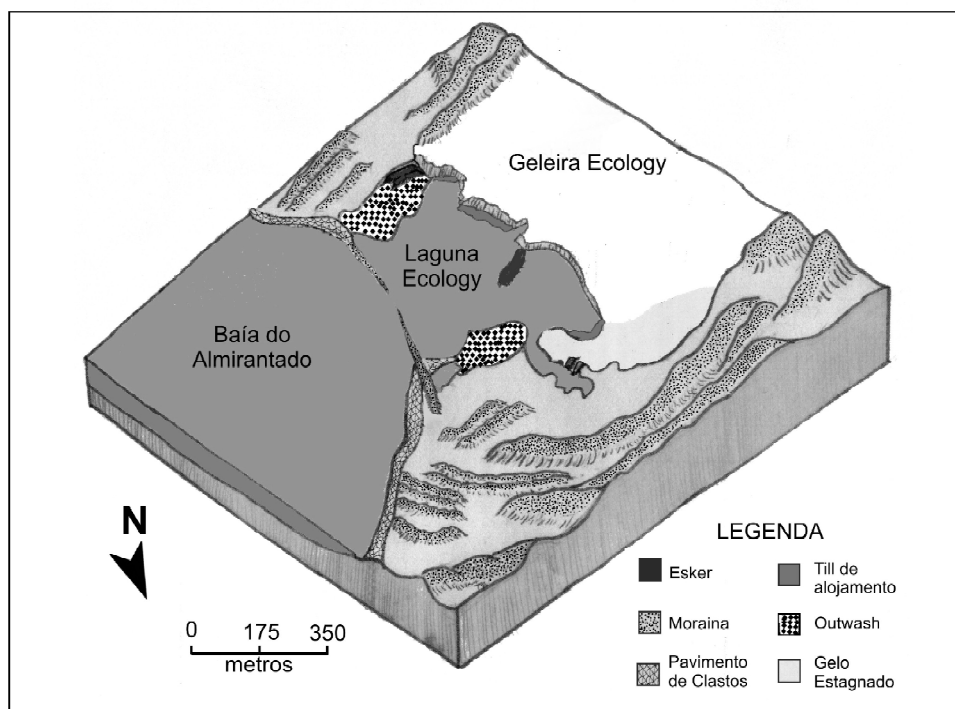 Geleira Ecology
Laguna
Ecology
Baía do
Almirantado
N
0 175 350
metros
LEGENDA
Esker
Till de
alojamento
Moraina
Outwash
Pavimento
de Clastos
Gelo
Estagnado